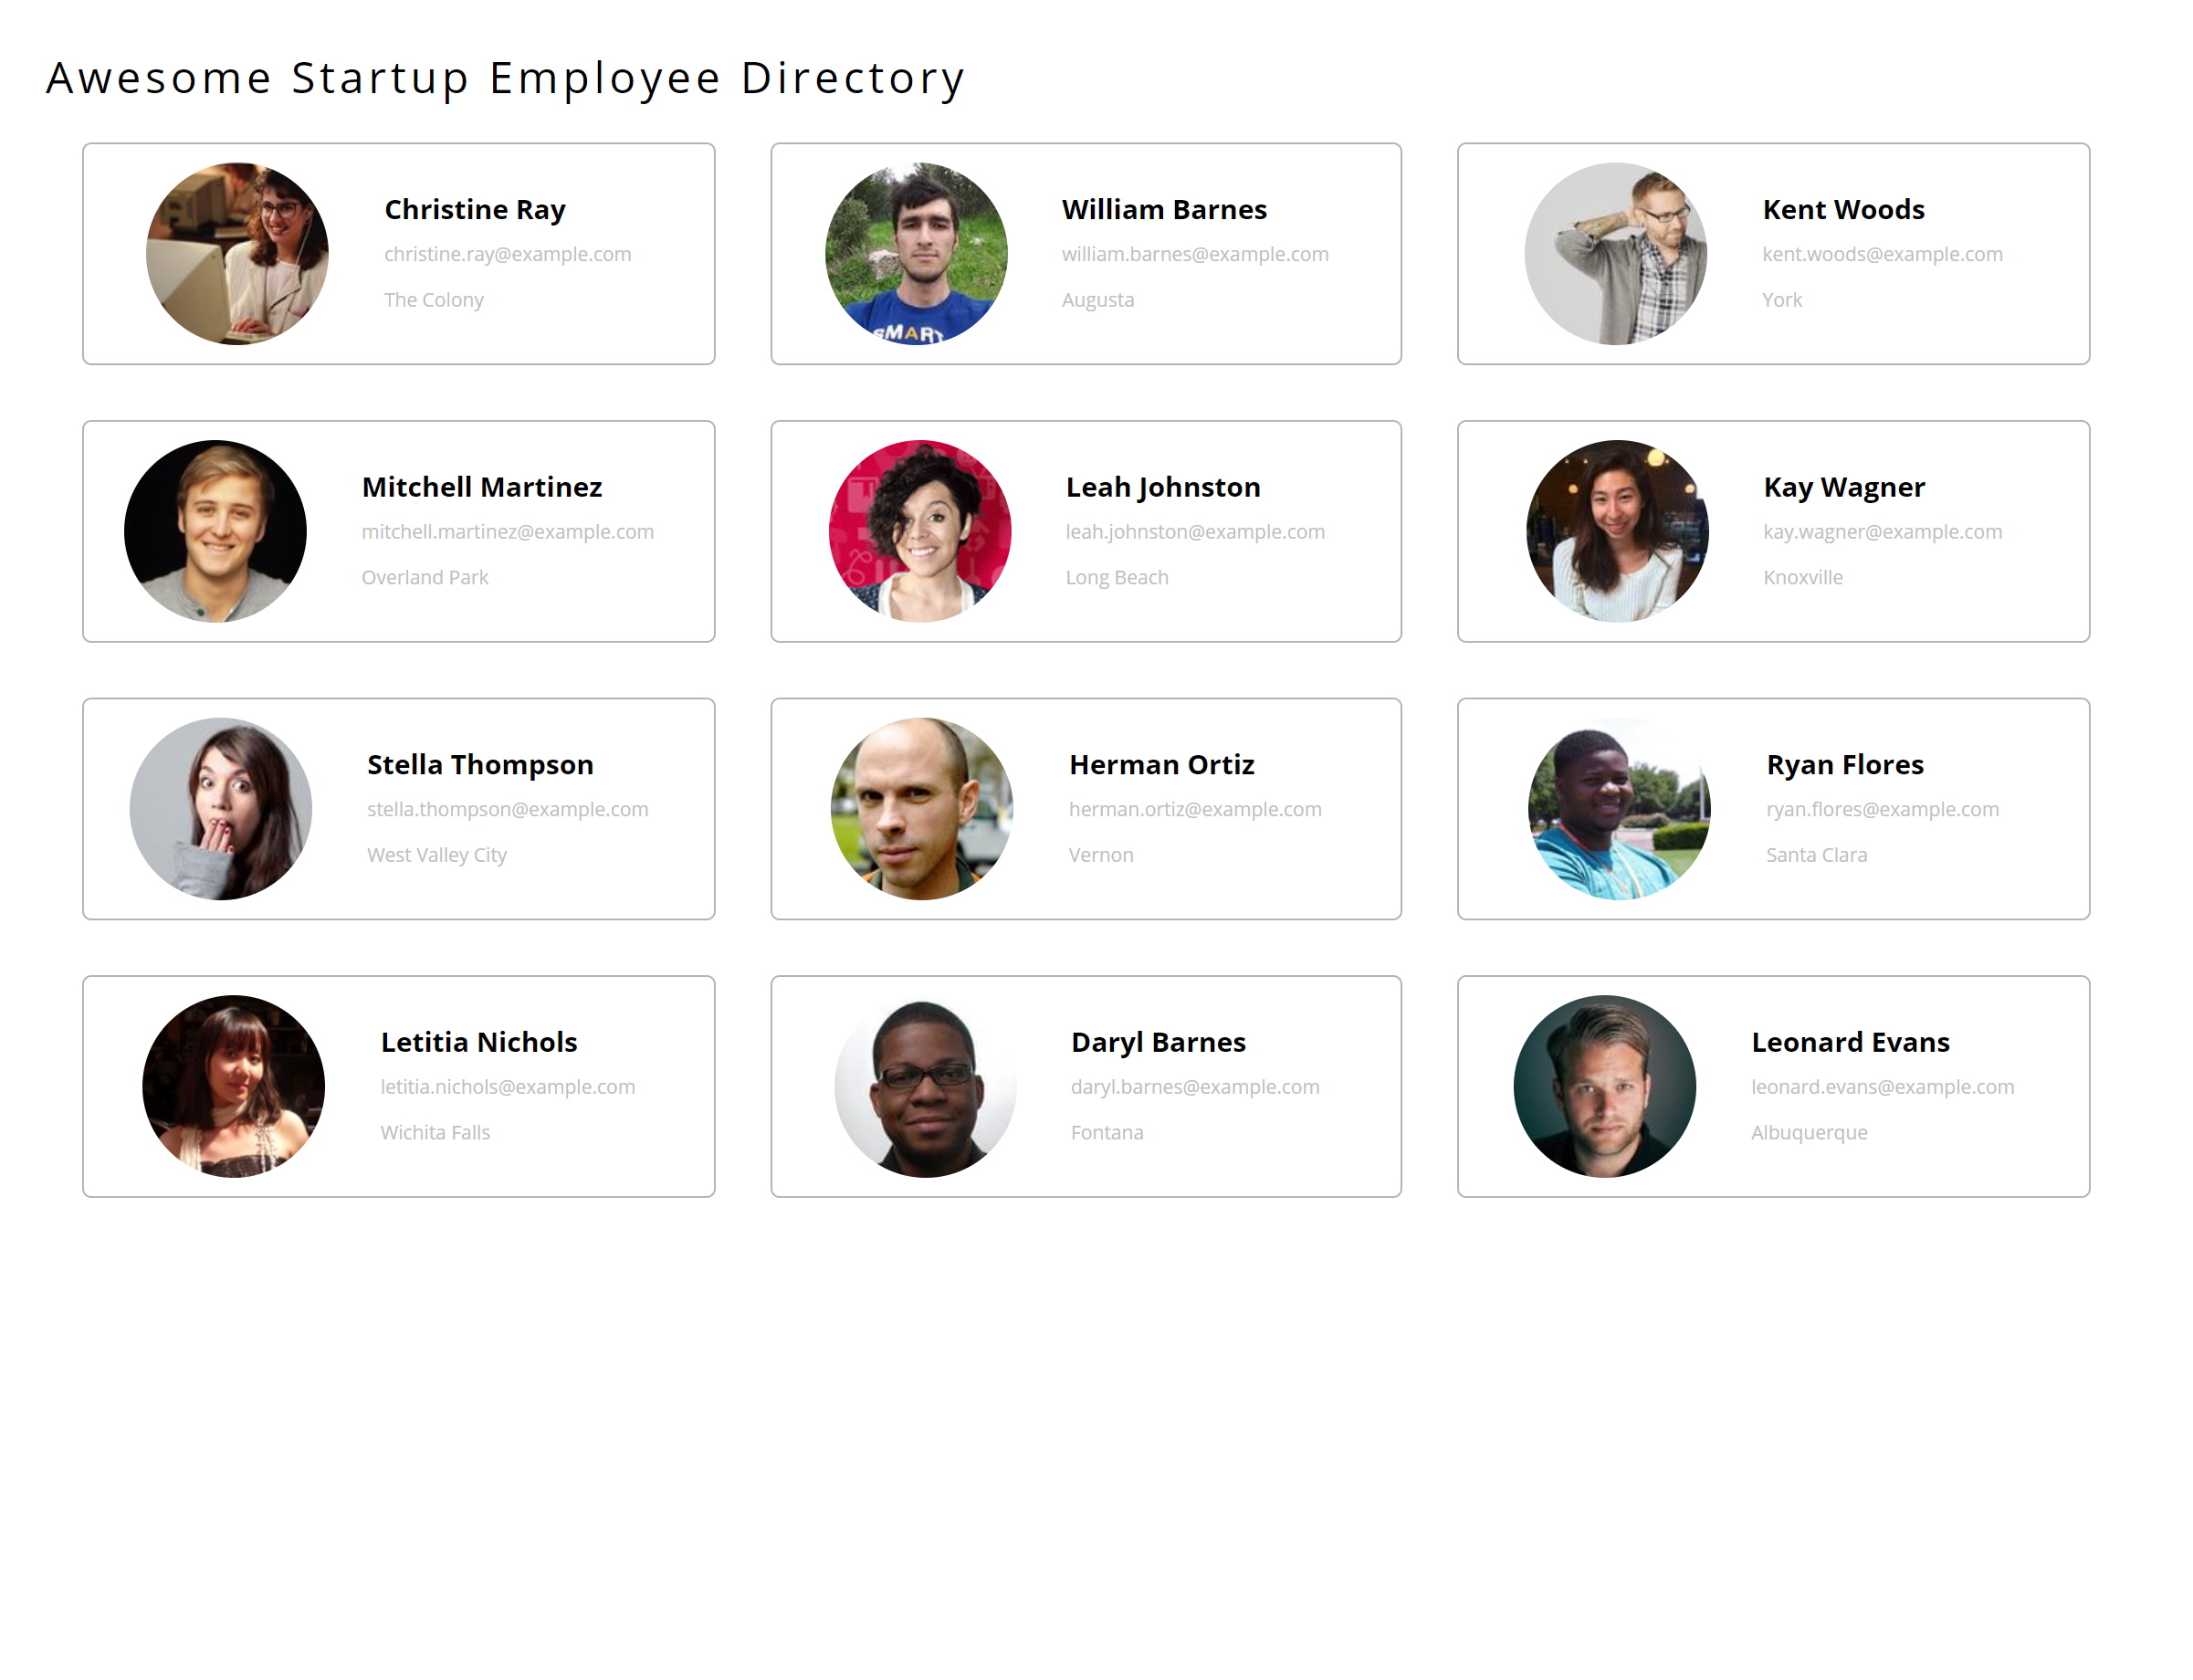 Awesome Startup Employee Directory
Christine Ray
christine.ray@example.com
The Colony
William Barnes
william.barnes@example.com
Augusta
SMART
Kent Woods
kent.woods@example.com
York
Mitchell Martinez
mitchell.martinez@example.com
Overland Park
Leah Johnston
leah.johnston@example.com
Long Beach
Kay Wagner
kay.wagner@example.com
Knoxville
Stella Thompson
stella.thompson@example.com
West Valley City
Herman Ortiz
herman.ortiz@example.com
Vernon
Ryan Flores
ryan.flores@example.com
Santa Clara
Letitia Nichols
letitia.nichols@example.com
Wichita Falls
Daryl Barnes
daryl.barnes@example.com
Fontana
Leonard Evans
leonard.evans@example.com
Albuquerque